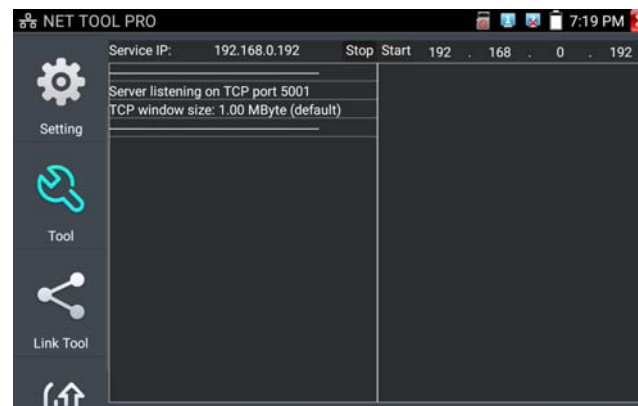 NET TOOL PRO 7:19 PM
Service IP: 192.168.0.192 Stop Start 192 . 168 . 0 . 192
Server listening on TCP port 5001
TCP window size: 1.00 MByte (default)
Setting
Tool
Link Tool